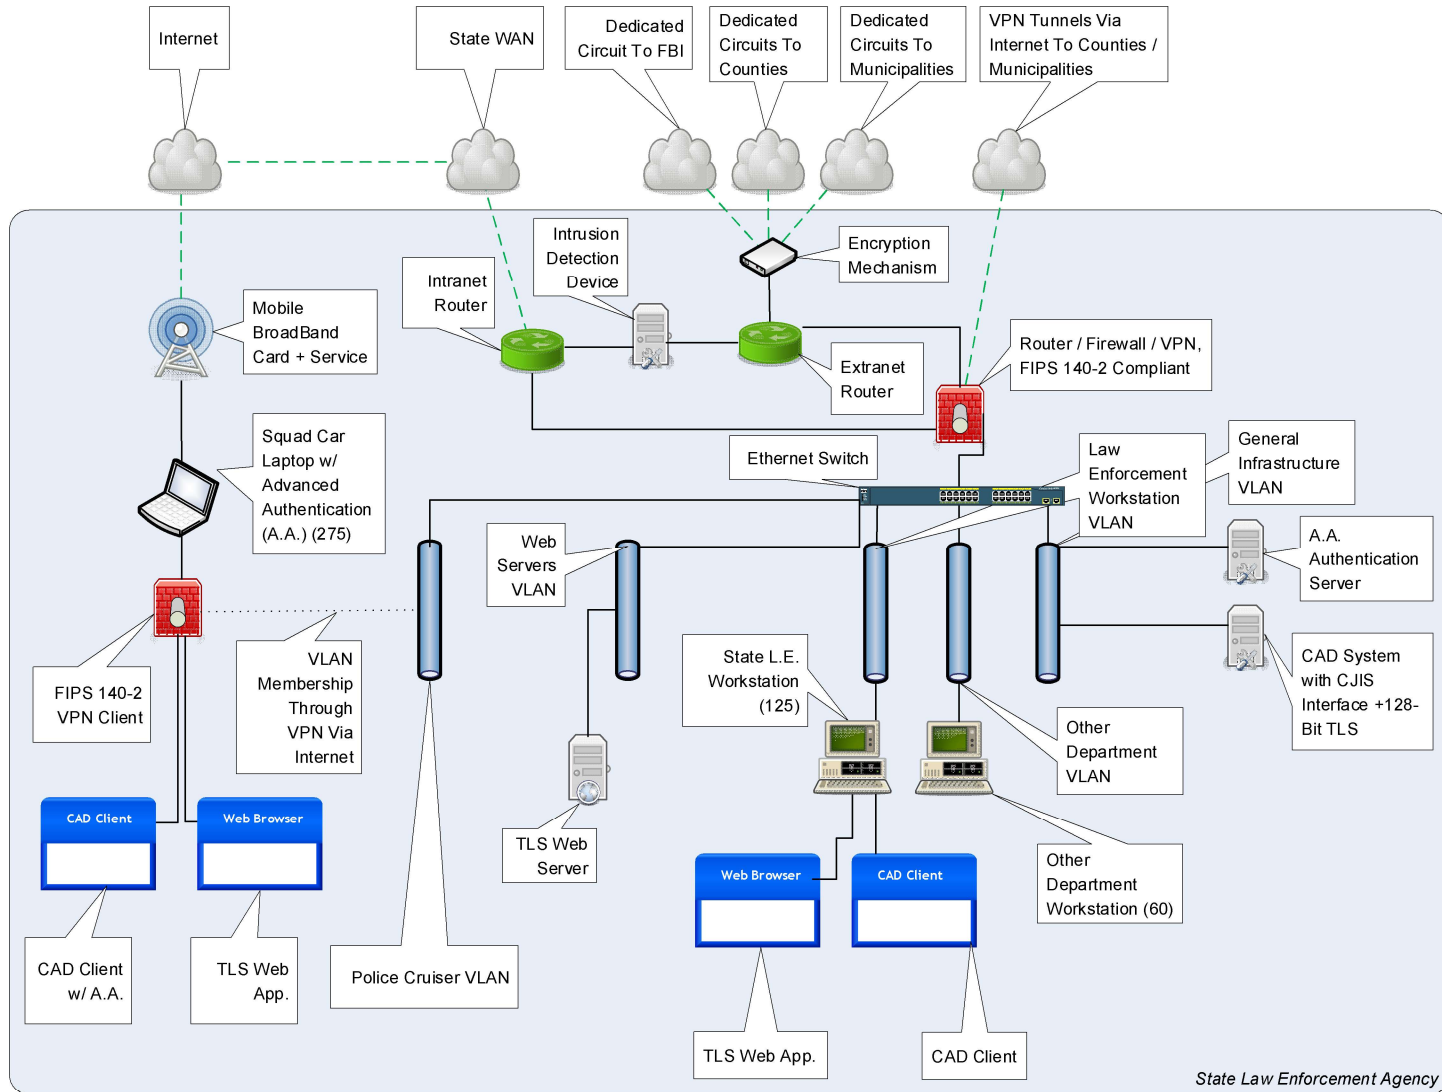 Internet
State WAN
Dedicated
Circuit To FBI
Dedicated
Circuits To
Counties
Dedicated
Circuits To
Municipalities
VPN Tunnels Via
Internet To Counties /
Municipalities
Intrusion
Detection
Device
Encryption
Mechanism
Intranet
Router
Mobile
BroadBand
Card + Service
Router / Firewall / VPN,
FIPS 140-2 Compliant
Extranet
Router
Squad Car
Laptop w/
Advanced
Authentication
(A.A.) (275)
Ethernet Switch
Law
Enforcement
Workstation
VLAN
General
Infrastructure
VLAN
Web
Servers
VLAN
A.A.
Authentication
Server
VLAN
Membership
Through
VPN Via
Internet
FIPS 140-2
VPN Client
State L.E.
Workstation
(125)
CAD System
with CJIS
Interface +128-
Bit TLS
Other
Department
VLAN
CAD Client
Web Browser
TLS Web
Server
Web Browser
CAD Client
Other
Department
Workstation (60)
CAD Client
w/ A.A.
TLS Web
App.
Police Cruiser VLAN
TLS Web App.
CAD Client
State Law Enforcement Agency